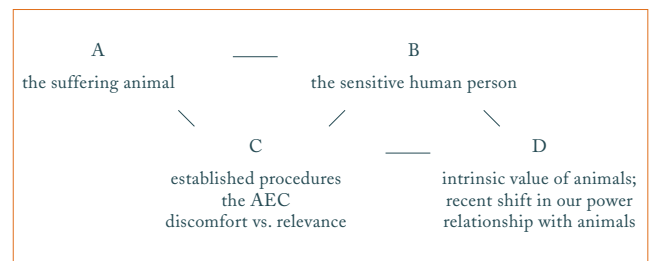 A
B
the suffering animal
the sensitive human person
C
D
established procedures
the AEC
discomfort vs. relevance
intrinsic value of animals;
recent shift in our power
relationship with animals